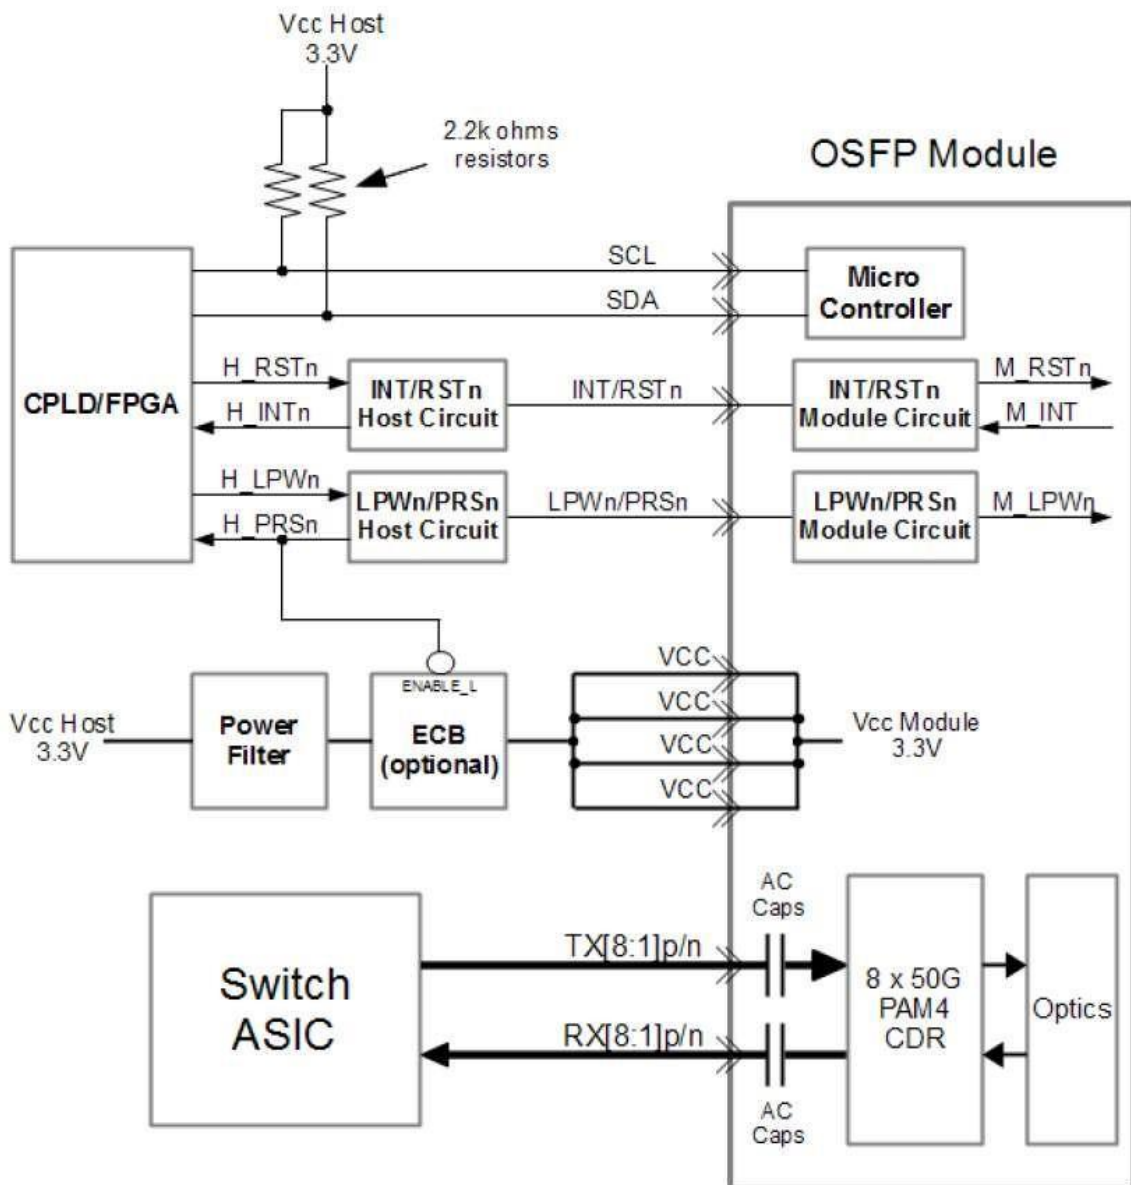 Vcc Host
3.3V
2.2k ohms
resistors
OSFP Module
SCL
SDA
Micro
Controller
CPLD/FPGA
H_RSTn
H_INTn
INT/RSTn
Host Circuit
INT/RSTn
INT/RSTn
Module Circuit
M_RSTn
M_INT
H_LPWn
H_PRSn
LPWn/PRSn
Host Circuit
LPWn/PRSn
LPWn/PRSn
Module Circuit
M_LPWn
Vcc Host
3.3V
Power
Filter
ENABLE_L
ECB
(optional)
VCC
VCC
VCC
VCC
Vcc Module
3.3V
Switch
ASIC
TX[8:1]p/n
RX[8:1]p/n
AC
Caps
AC
Caps
8 x 50G
PAM4
CDR
Optics